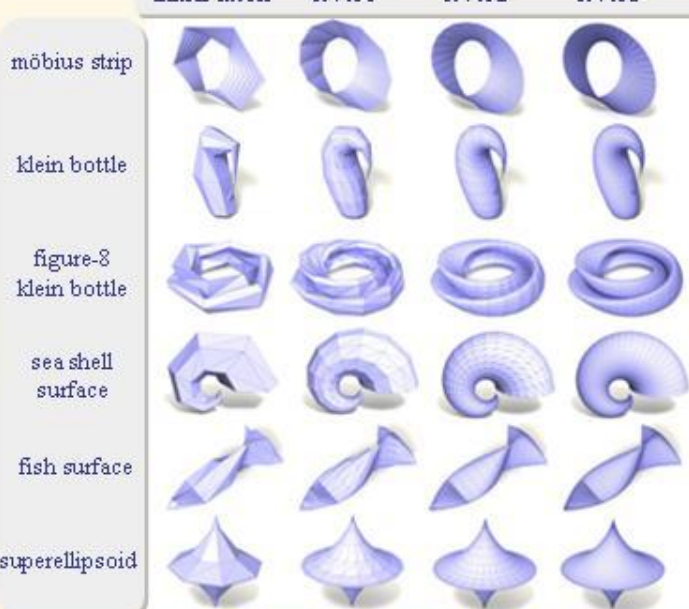 möbius strip
klein bottle
figure-8
klein bottle
sea shell
surface
fish surface
superellipsoid